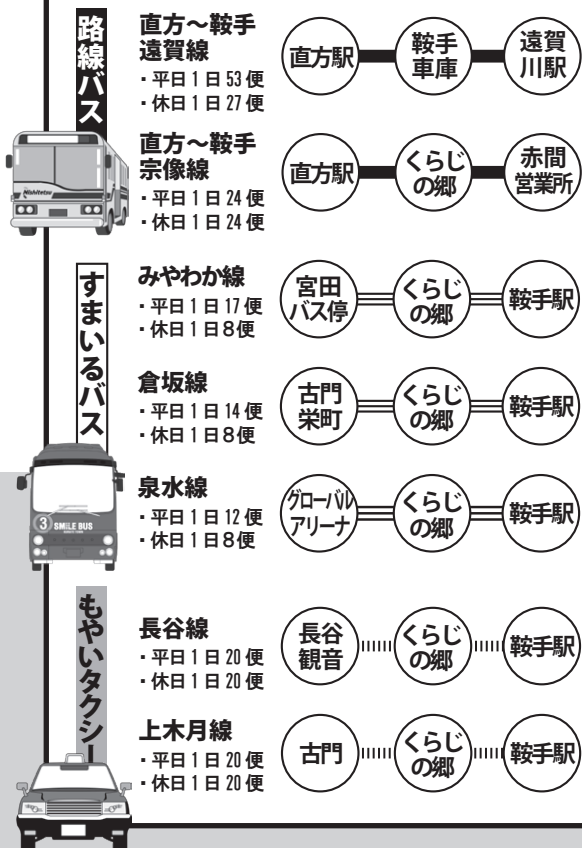 路線バス
直方～鞍手
遠賀線
・平日1日53便
・休日1日27便
直方駅
鞍手
車庫
遠賀
川駅
直方～鞍手
宗像線
・平日1日24便
・休日1日24便
直方駅
くらじ
の郷
赤間
営業所
Nishitetsu
すまいるバス
みやわか線
・平日1日17便
・休日1日8便
宮田
バス停
くらじ
の郷
鞍手駅
倉坂線
・平日1日14便
・休日1日8便
古門
栄町
くらじ
の郷
鞍手駅
泉水線
・平日1日12便
・休日1日8便
グローバル
アリーナ
くらじ
の郷
鞍手駅
3 SMILE BUS
もやいタクシー
長谷線
・平日1日20便
・休日1日20便
長谷
観音
くらじ
の郷
鞍手駅
上木月線
・平日1日20便
・休日1日20便
古門
くらじ
の郷
鞍手駅